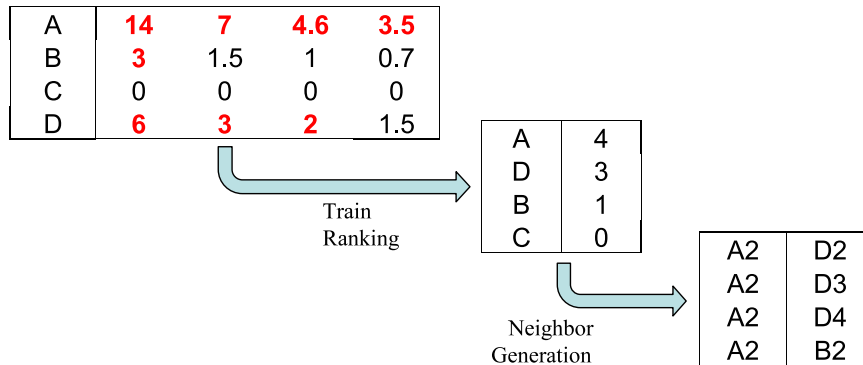 A 14 7 4.6 3.5
B 3 1.5 1 0.7
C 0 0 0 0
D 6 3 2 1.5
Train
Ranking
A 4
D 3
B 1
C 0
Neighbor
Generation
A2 D2
A2 D3
A2 D4
A2 B2